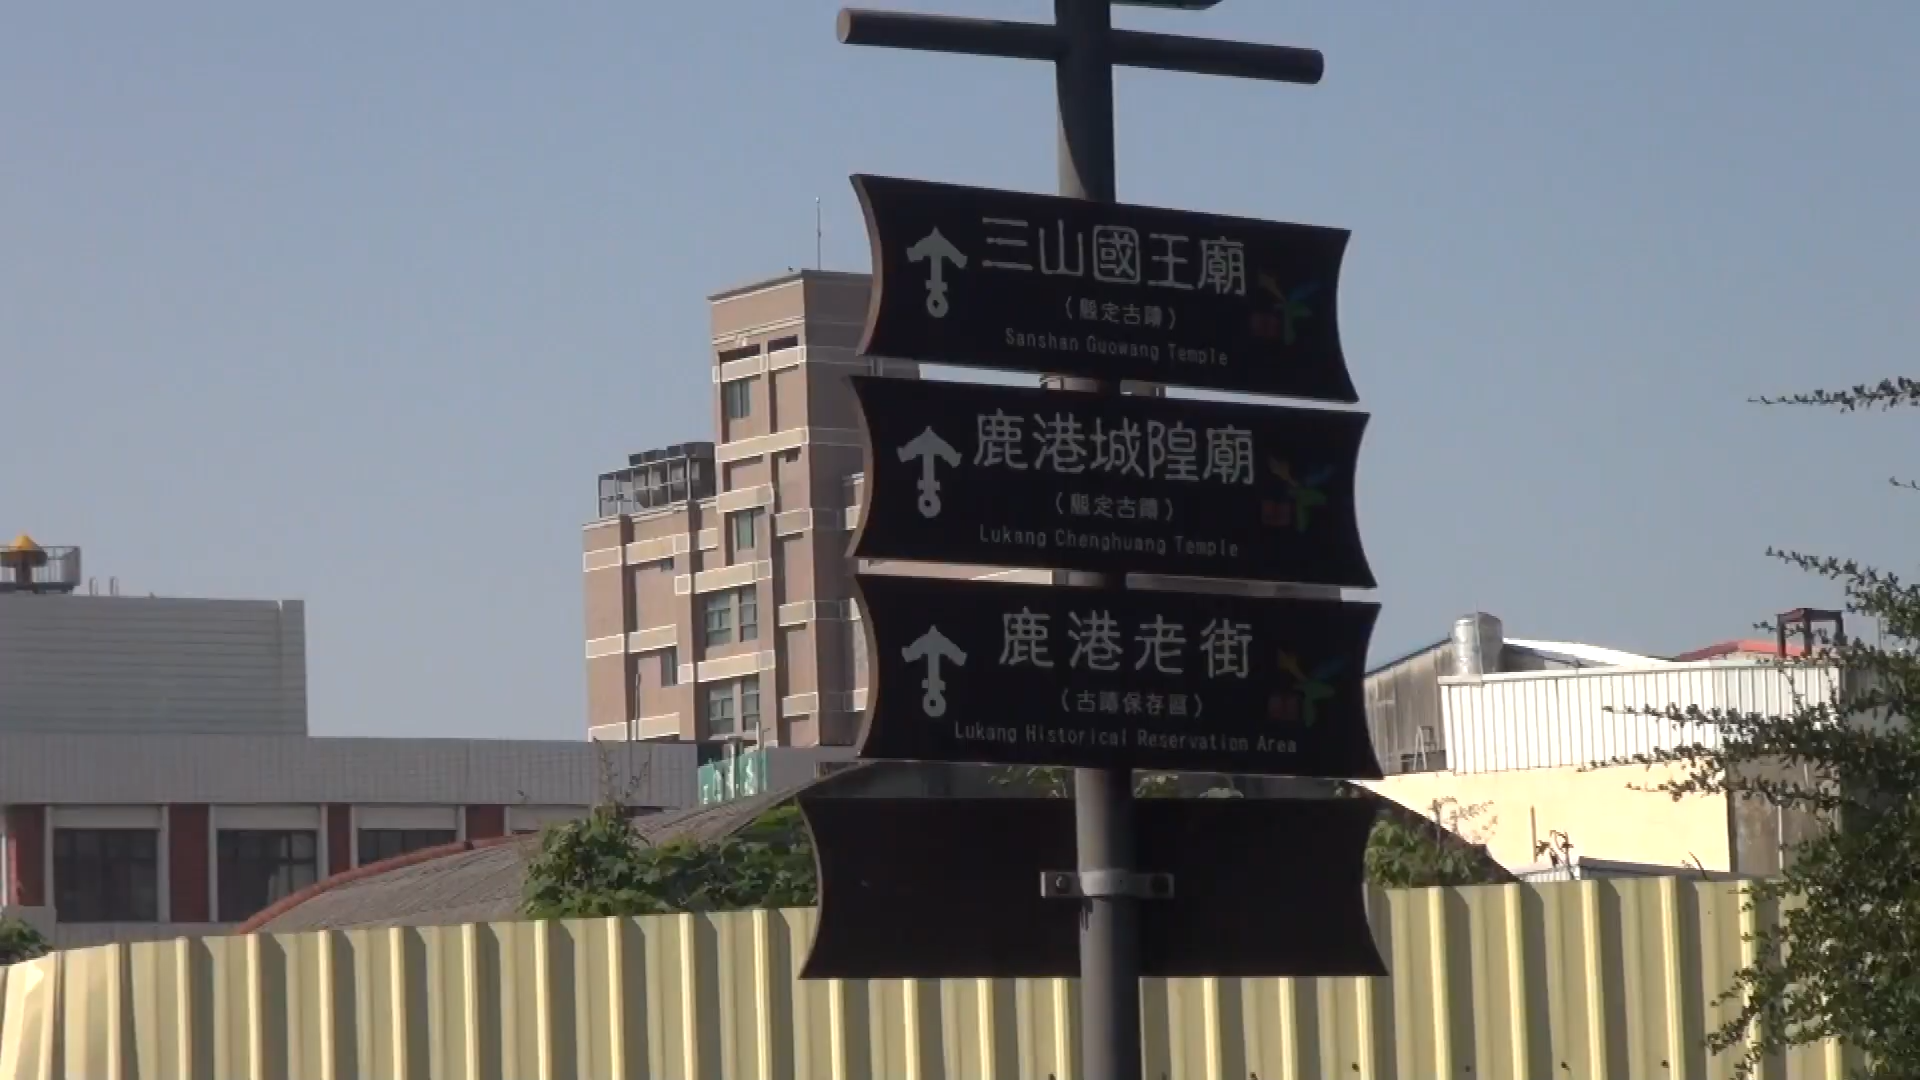 三山國王廟
(縣定古蹟)
Sanshan Guowang Temple
鹿港城隍廟
(縣定古蹟)
Lukang Chenghuang Temple
鹿港老街
(古蹟保存區)
Lukang Historical Reservation Area